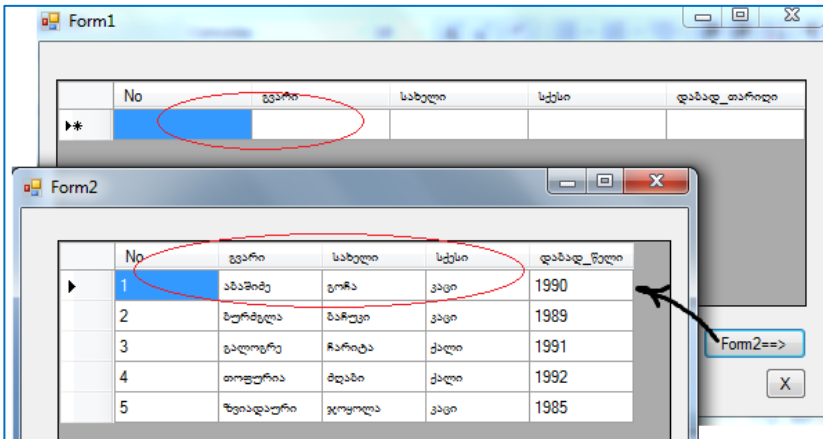 Form1
No გვარი სახელი სქესი დაბად_თარიღი
Form2
No გვარი სახელი სქესი დაბად_წელი
1 აბაშიძე გოჩა კაცი 1990
2 ბურძგლა ბაჩუკი კაცი 1989
3 გალოგრე ჩარიტა ქალი 1991
4 თოფურია ძღაბი ქალი 1992
5 ზვიადაური ჯოყოლა კაცი 1985
Form2==>
X